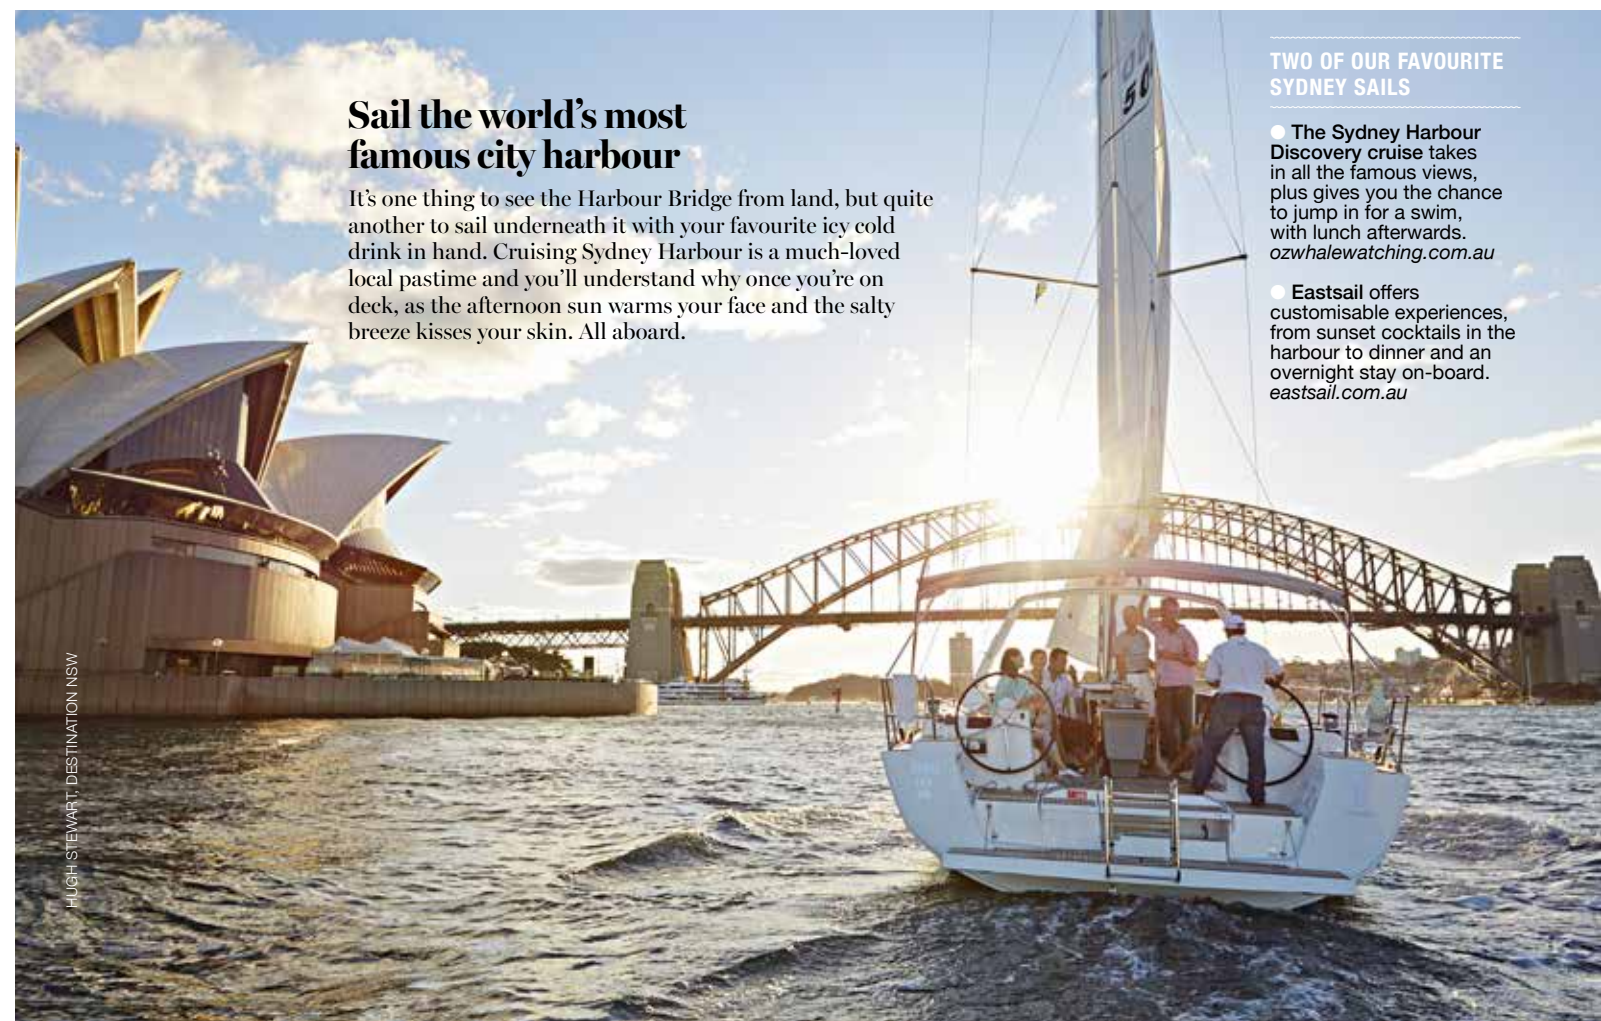 Sail the world's most
famous city harbour
It's one thing to see the Harbour Bridge from land, but quite
another to sail underneath it with your favourite icy cold
drink in hand. Cruising Sydney Harbour is a much-loved
local pastime and you'll understand why once you're on
deck, as the afternoon sun warms your face and the salty
breeze kisses your skin. All aboard.
TWO OF OUR FAVOURITE
SYDNEY SAILS
● The Sydney Harbour
Discovery cruise takes
in all the famous views,
plus gives you the chance
to jump in for a swim,
with lunch afterwards.
ozwhalewatching.com.au
● Eastsail offers
customisable experiences,
from sunset cocktails in the
harbour to dinner and an
overnight stay on-board.
eastsail.com.au
50
HUGH STEWART, DESTINATION NSW